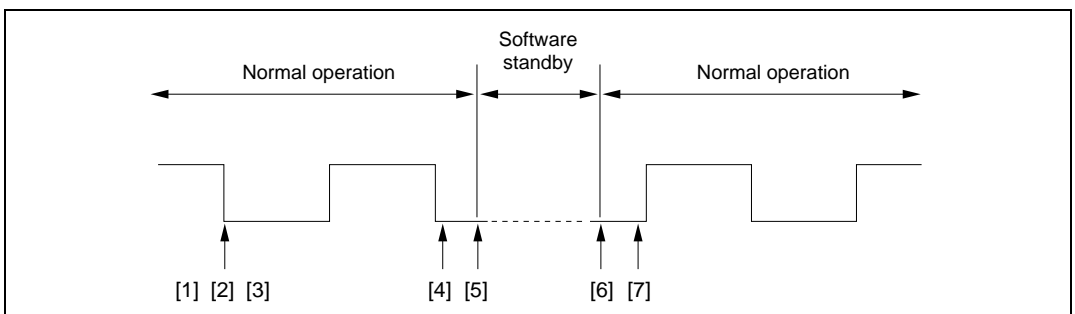 Software
standby
Normal operation
Normal operation
[1] [2] [3]
[4] [5]
[6] [7]